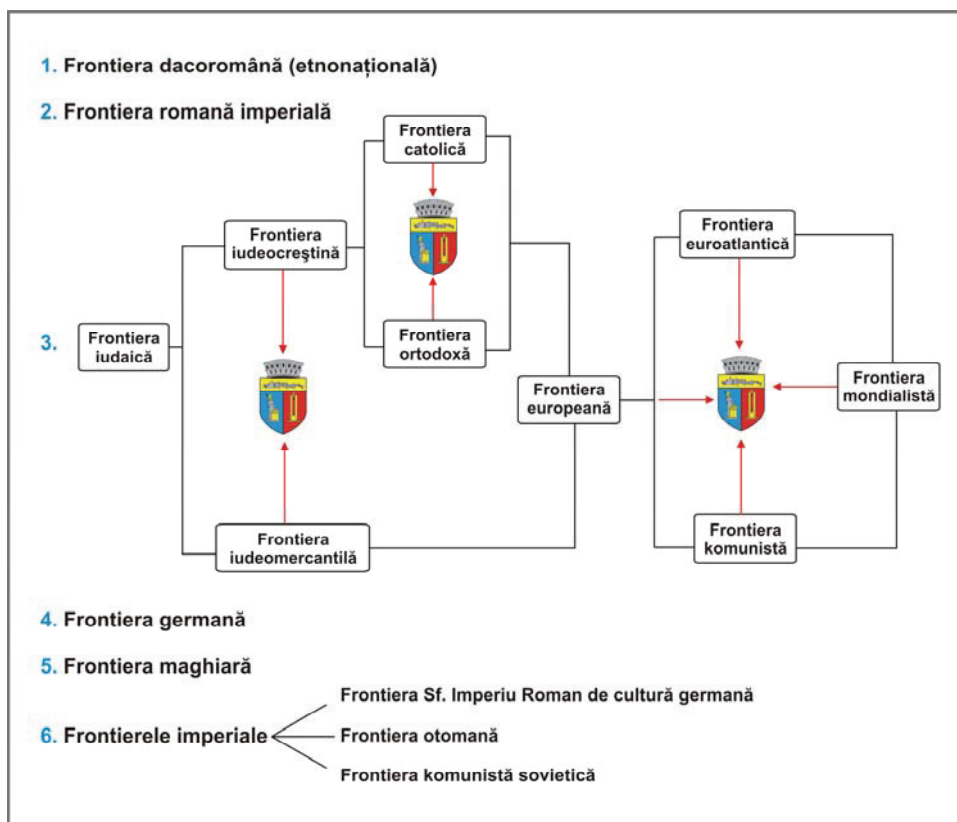 1. Frontiera dacoromână (etnonațională)
2. Frontiera romană imperială
Frontiera
catolică
Frontiera
iudeocreştină
Frontiera
euroatlantică
3.
Frontiera
iudaică
Frontiera
ortodoxă
Frontiera
europeană
Frontiera
mondialistă
Frontiera
iudeomercantilă
Frontiera
komunistă
4. Frontiera germană
5. Frontiera maghiară
6. Frontierele imperiale
Frontiera Sf. Imperiu Roman de cultură germană
Frontiera otomană
Frontiera komunistă sovietică